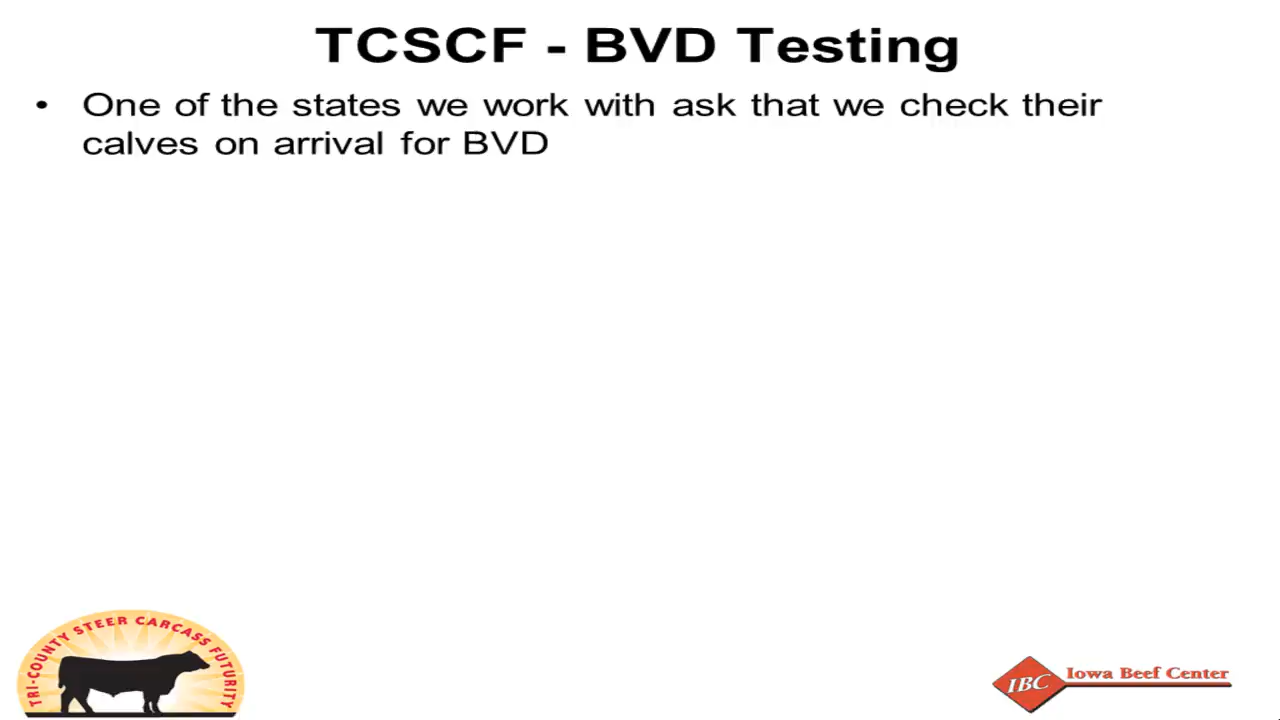 TCSCF - BVD Testing
• One of the states we work with ask that we check their
calves on arrival for BVD
TRI-COUNTY STEER CARCASS FUTURITY
IBC Iowa Beef Center